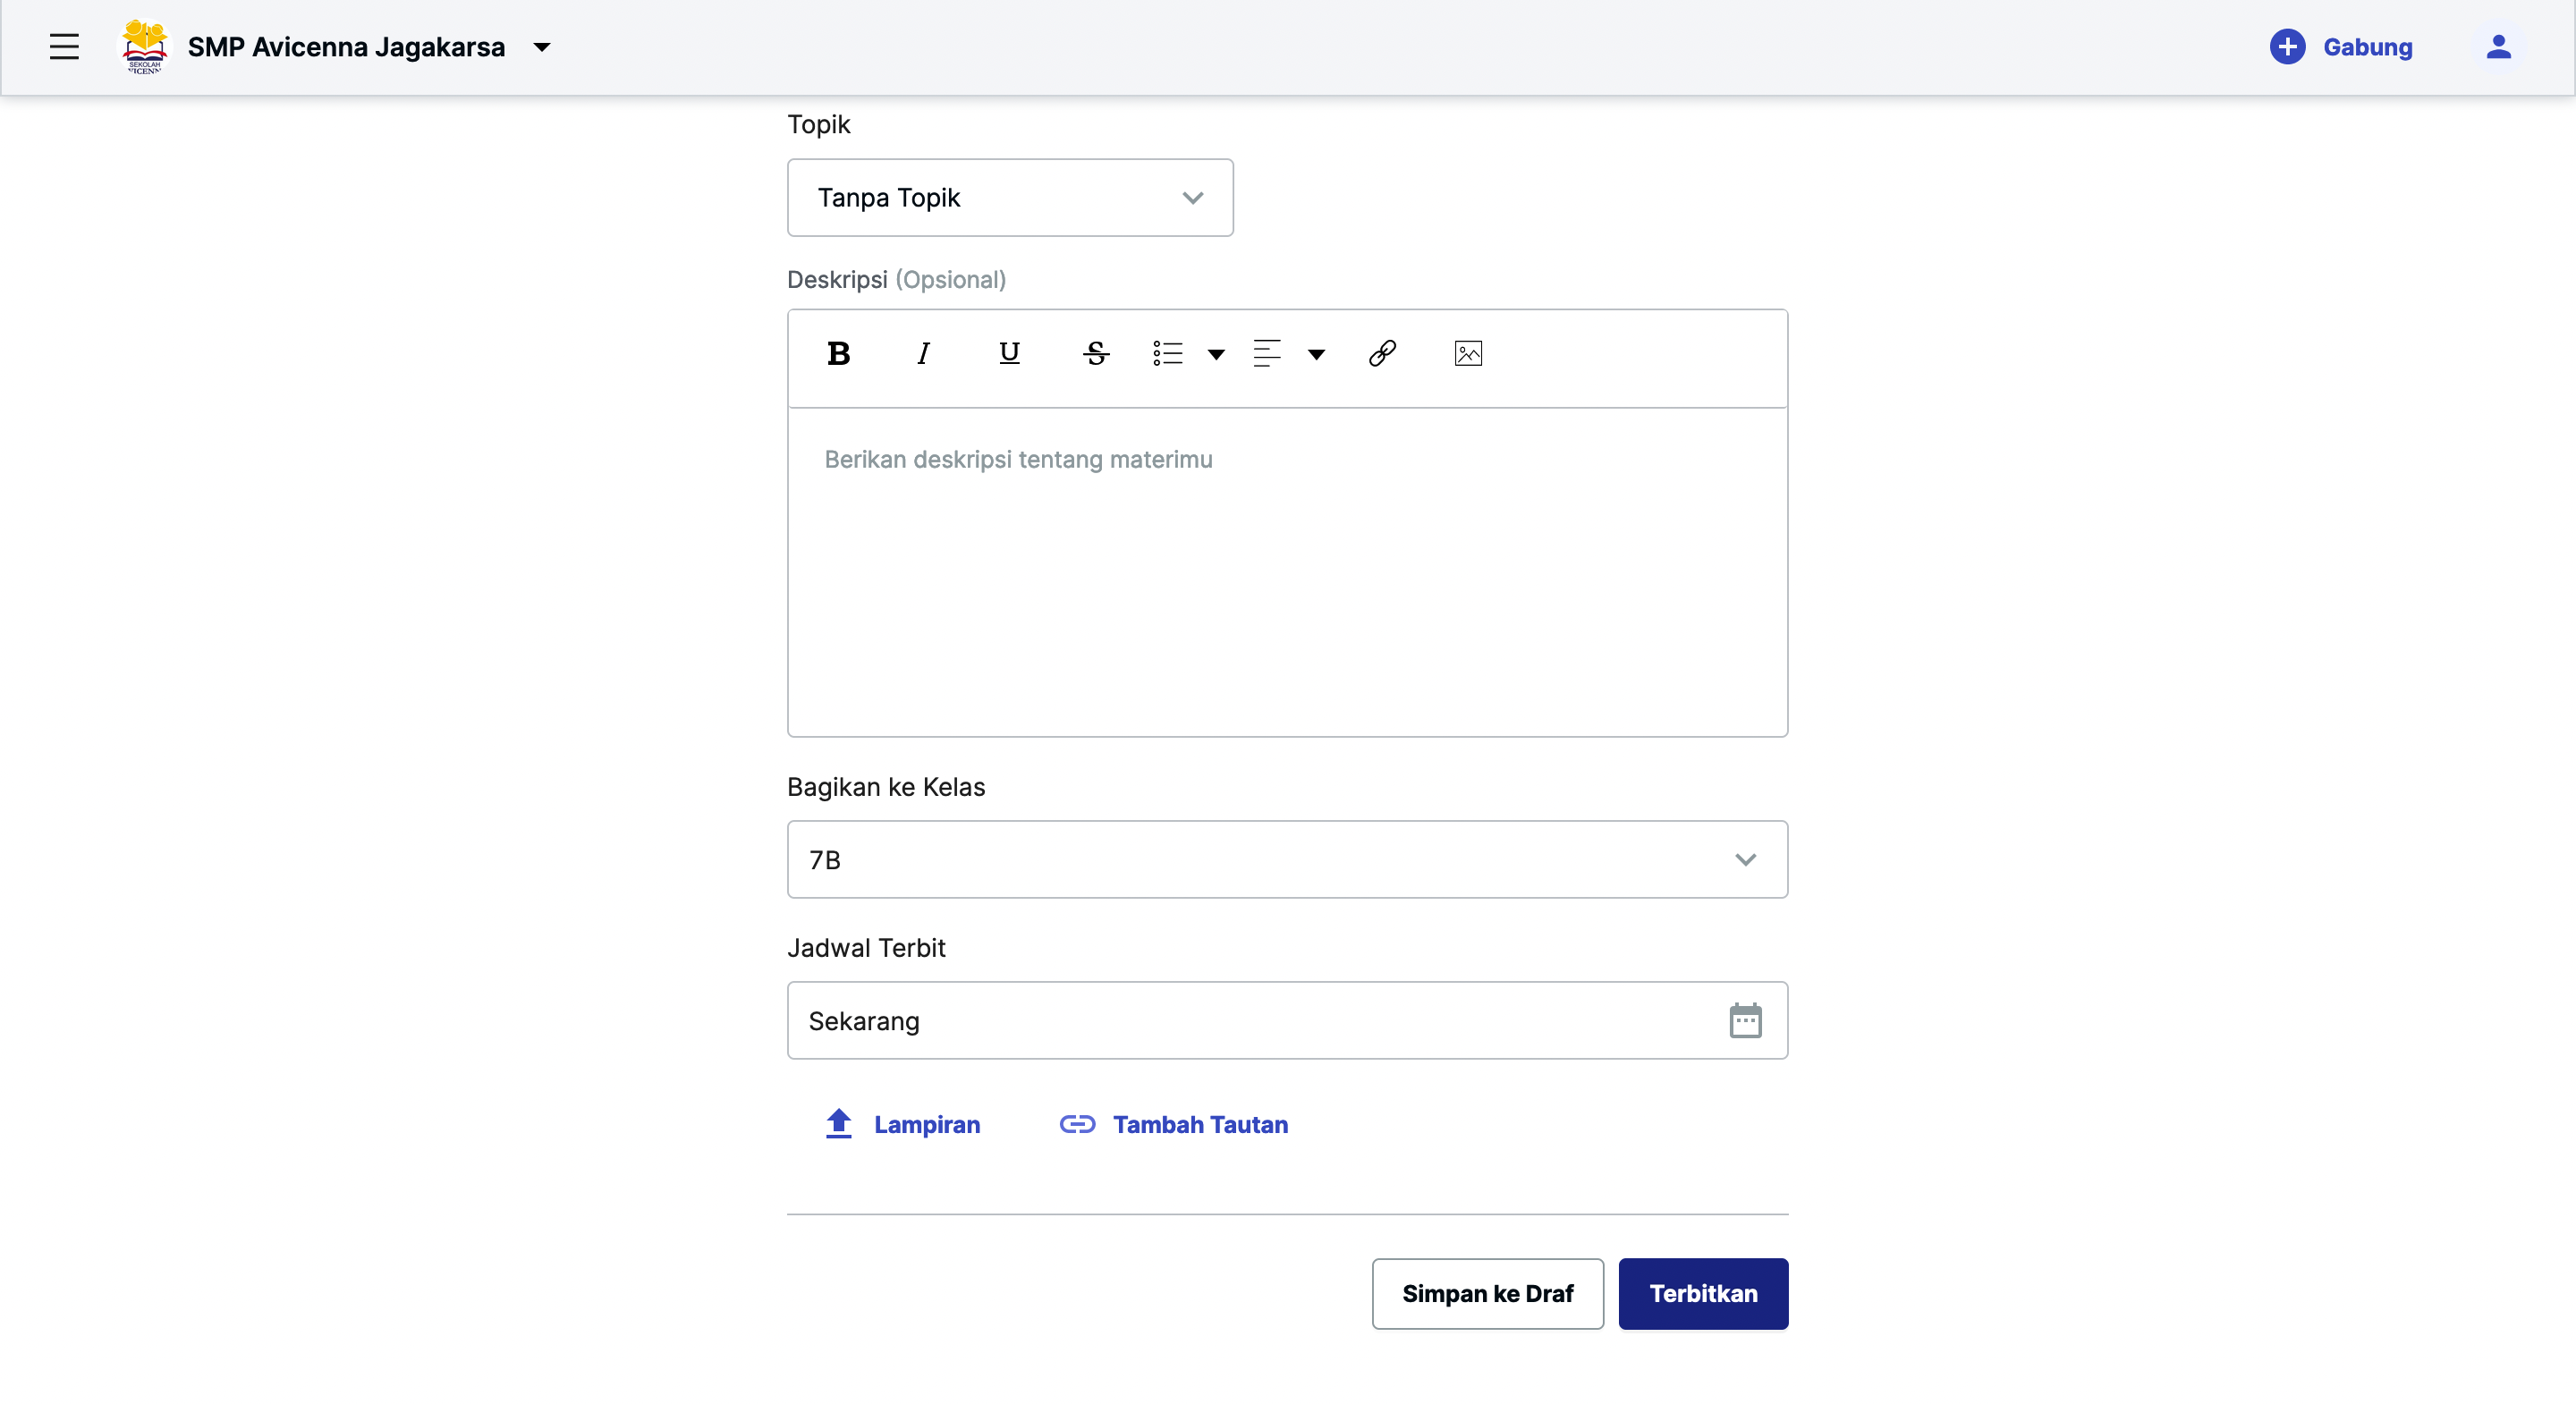 SMP Avicenna Jagakarsa
Gabung
SEKOLAH
Topik
Tanpa Topik
Deskripsi (Opsional)
B I U S
Berikan deskripsi tentang materimu
Bagikan ke Kelas
7B
Jadwal Terbit
Sekarang
Lampiran
Tambah Tautan
Simpan ke Draf
Terbitkan